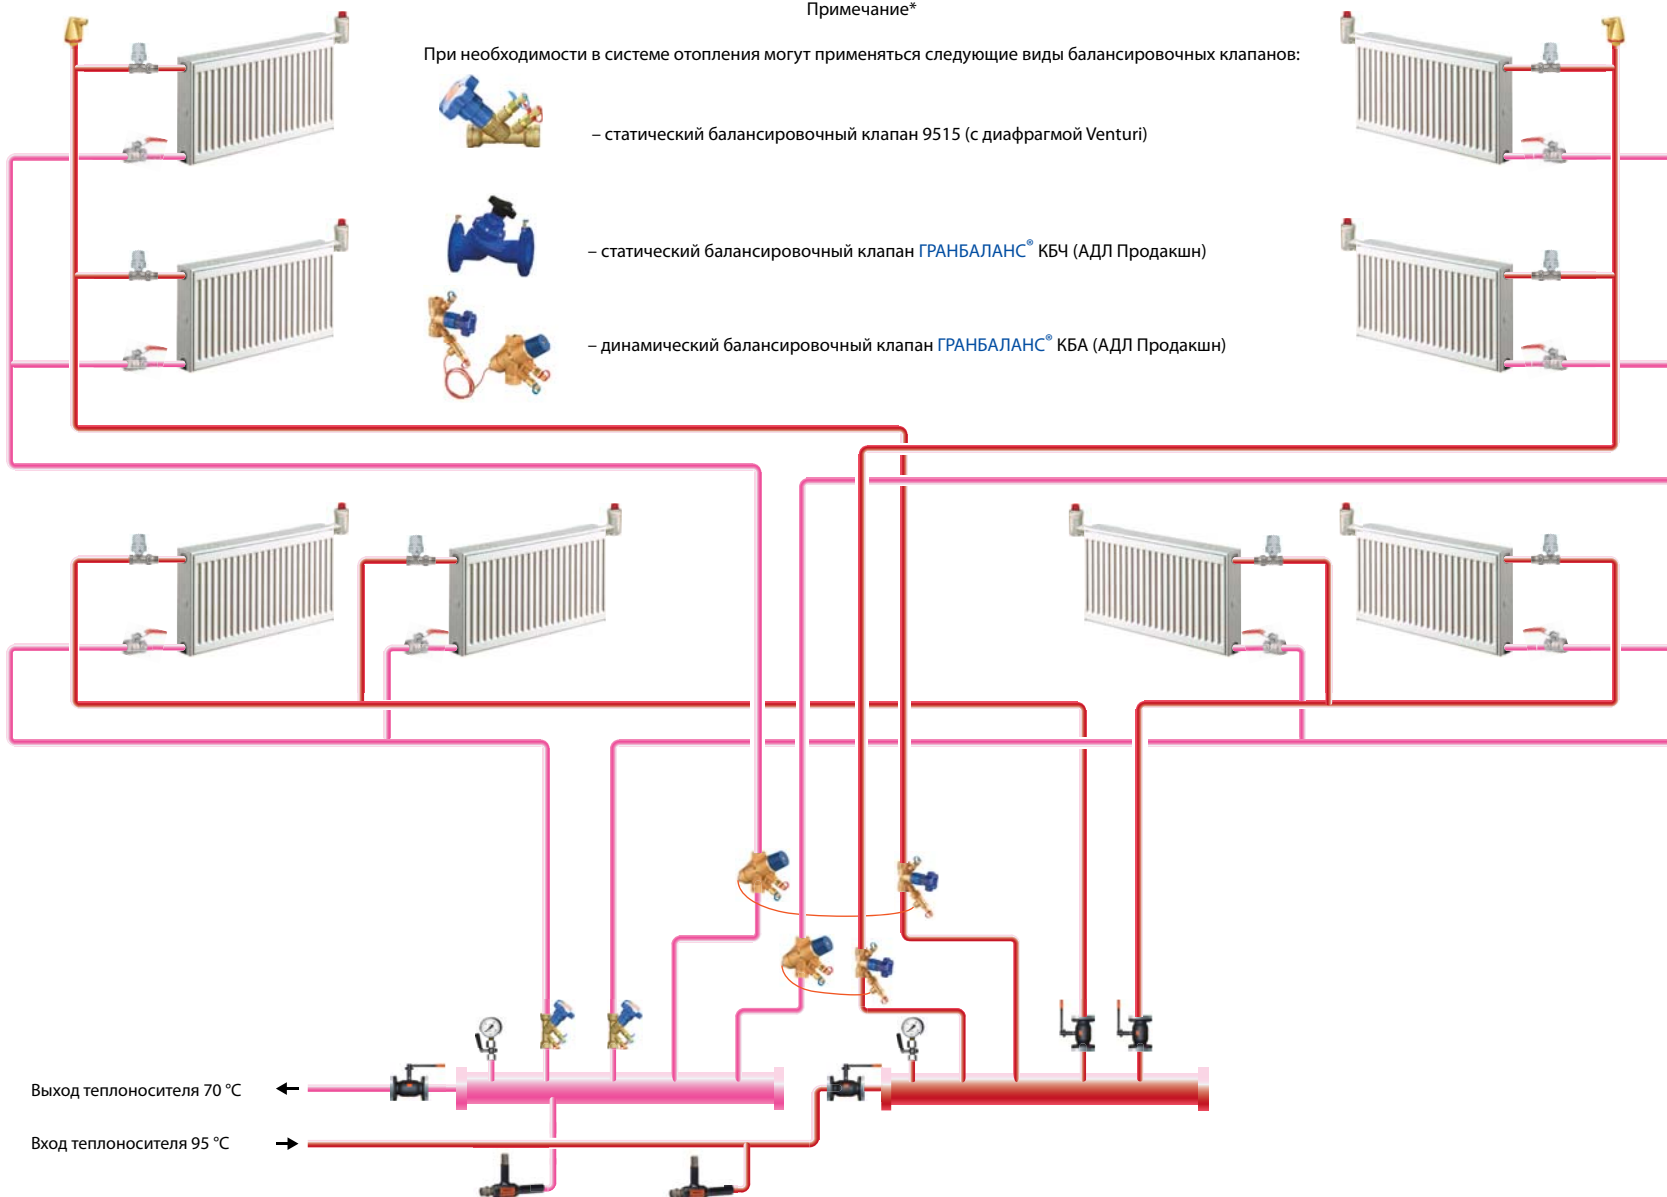 Примечание*
При необходимости в системе отопления могут применяться следующие виды балансировочных клапанов:
– статический балансировочный клапан 9515 (с диафрагмой Venturi)
– статический балансировочный клапан ГРАНБАЛАНС® КБЧ (АДЛ Продакшн)
– динамический балансировочный клапан ГРАНБАЛАНС® КБА (АДЛ Продакшн)
Выход теплоносителя 70 °C
Вход теплоносителя 95 °C